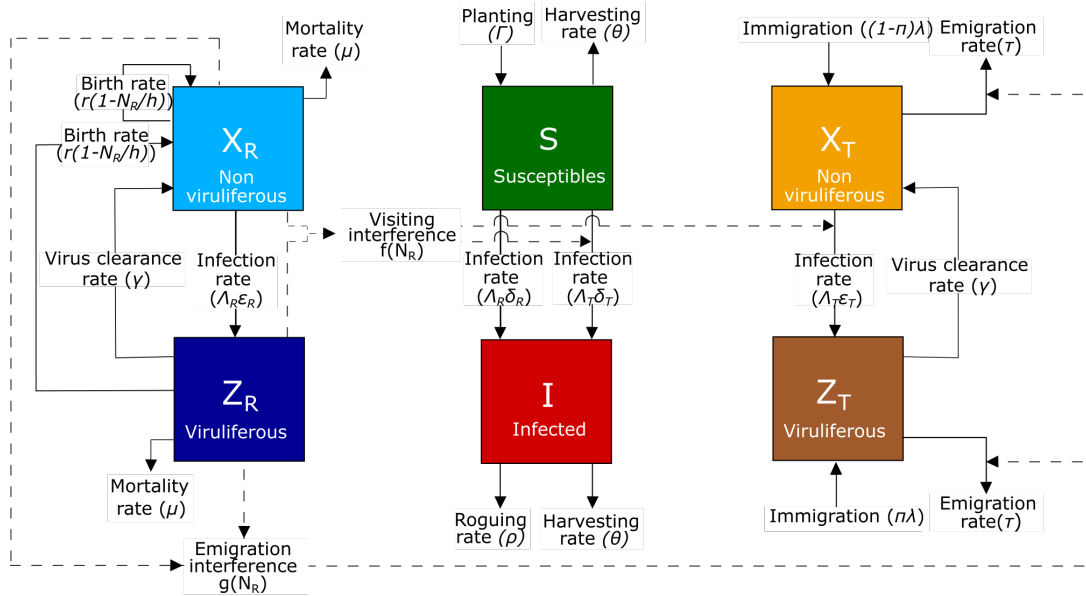 Mortality
rate (μ)
Planting
(Γ)
Harvesting
rate (θ)
Immigration ((1-π)λ)
Emigration
rate(τ)
Birth rate
(r(1-N_R/h))
Birth rate
(r(1-N_R/h))
X_R
Non
viruliferous
S
Susceptibles
X_T
Non
viruliferous
Visiting
interference
f(N_R)
Virus clearance
rate (γ)
Infection
rate
(Λ_Rε_R)
Infection
rate
(Λ_Rδ_R)
Infection
rate
(Λ_Tδ_T)
Infection
rate
(Λ_Tε_T)
Virus clearance
rate (γ)
Z_R
Viruliferous
I
Infected
Z_T
Viruliferous
Mortality
rate (μ)
Roguing
rate (ρ)
Harvesting
rate (θ)
Immigration (πλ)
Emigration
rate(τ)
Emigration
interference
g(N_R)